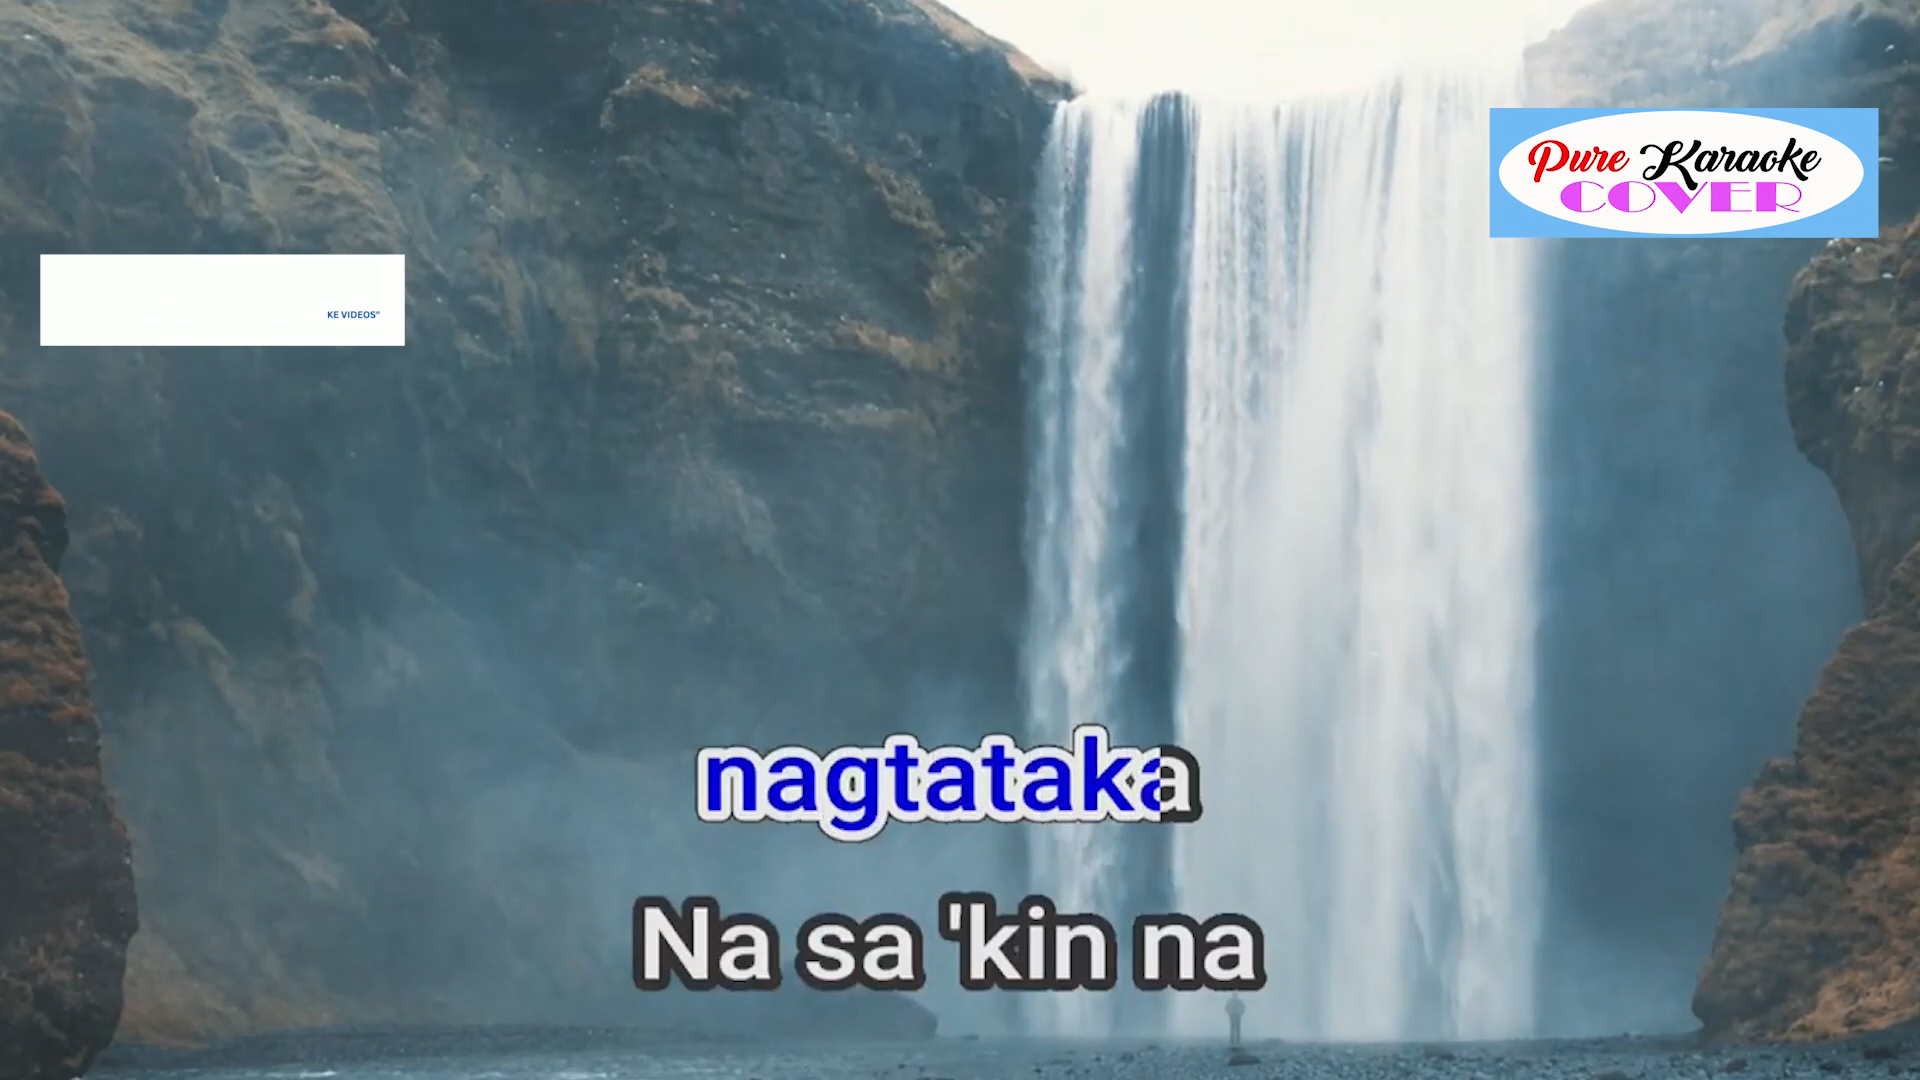 Pure Karaoke
COVER
KE VIDEOS"
nagtataka
Na sa 'kin na